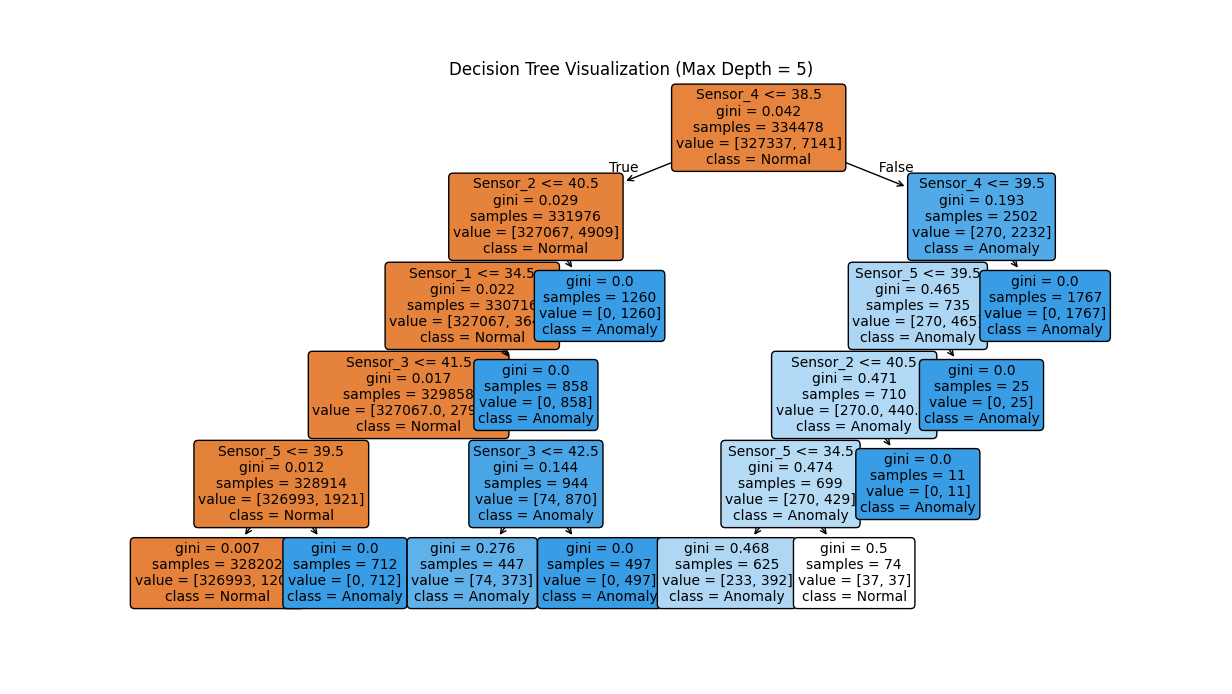 Decision Tree Visualization (Max Depth = 5)
Sensor_4 <= 38.5
gini = 0.042
samples = 334478
value = [327337, 7141]
class = Normal
True
False
Sensor_2 <= 40.5
gini = 0.029
samples = 331976
value = [327067, 4909]
class = Normal
Sensor_4 <= 39.5
gini = 0.193
samples = 2502
value = [270, 2232]
class = Anomaly
Sensor_1 <= 34.5
gini = 0.022
samples = 330716
value = [327067,
class = Normal
gini = 0.0
samples = 1260
value = [0, 1260]
class = Anomaly
Sensor_5 <= 39.5
gini = 0.465
samples = 735
value = [270, 465]
class = Anomaly
gini = 0.0
samples = 1767
value = [0, 1767]
class = Anomaly
Sensor_3 <= 41.5
gini = 0.017
samples = 329858
value = [327067.0,
class = Normal
gini = 0.0
samples = 858
value = [0, 858]
class = Anomaly
Sensor_2 <= 40.5
gini = 0.471
samples = 710
value = [270.0, 440.
class = Anomaly
gini = 0.0
samples = 25
value = [0, 25]
class = Anomaly
Sensor_5 <= 39.5
gini = 0.012
samples = 328914
value = [326993, 1921]
class = Normal
Sensor_3 <= 42.5
gini = 0.144
samples = 944
value = [74, 870]
class = Anomaly
Sensor_5 <= 34.5
gini = 0.474
samples = 699
value = [270, 429]
class = Anomaly
gini = 0.0
samples = 11
value = [0, 11]
class = Anomaly
gini = 0.007
samples = 328202
value = [326993,
class = Normal
gini = 0.0
samples = 712
value = [0, 712]
class = Anomaly
gini = 0.276
samples = 447
value = [74, 373]
class = Anomaly
gini = 0.0
samples = 497
value = [0, 497]
class = Anomaly
gini = 0.468
samples = 625
value = [233, 392]
class = Anomaly
gini = 0.5
samples = 74
value = [37, 37]
class = Normal